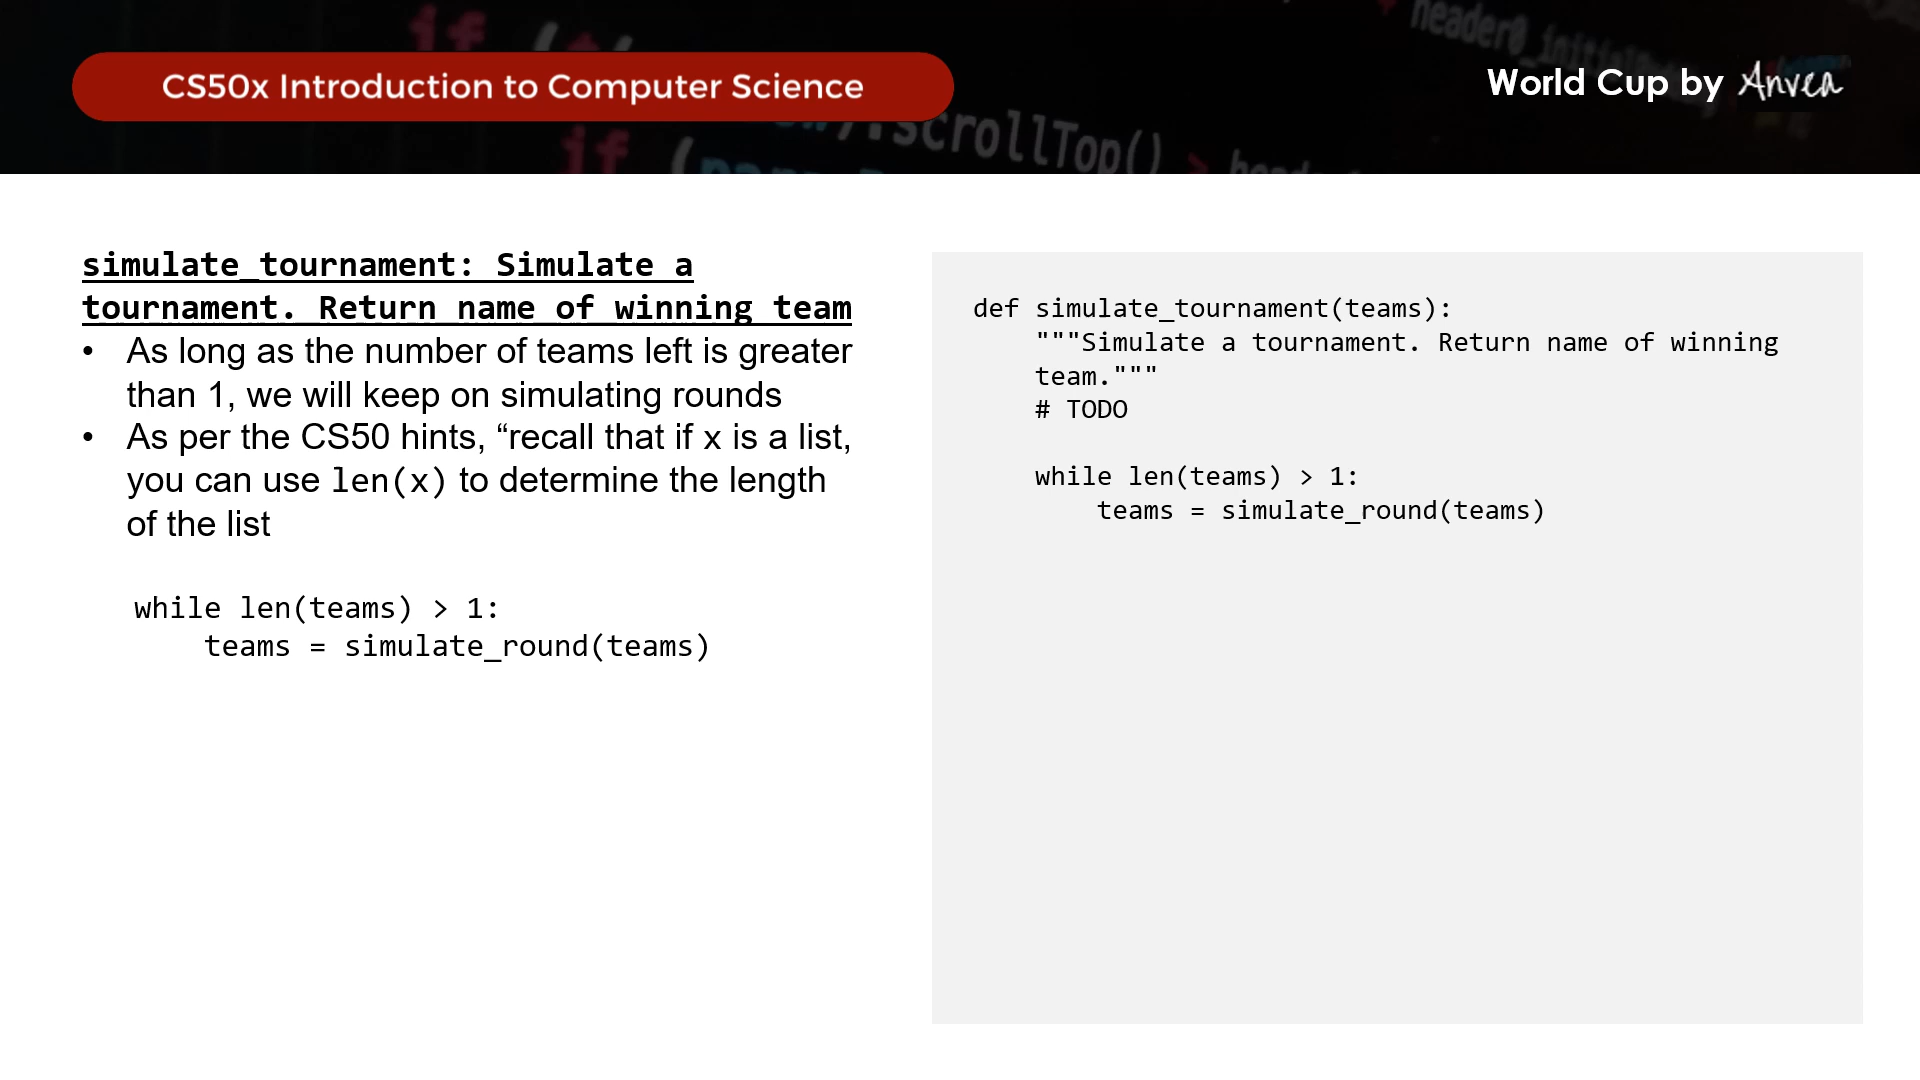 if (
header0_initi
CS50x Introduction to Computer Science
World Cup by Anvea
.scrollTop() >
if (
simulate_tournament: Simulate a
tournament. Return name of winning team
• As long as the number of teams left is greater
than 1, we will keep on simulating rounds
• As per the CS50 hints, “recall that if x is a list,
you can use len(x) to determine the length
of the list
while len(teams) > 1:
teams = simulate_round(teams)
def simulate_tournament(teams):
"""Simulate a tournament. Return name of winning
team."""
# TODO
while len(teams) > 1:
teams = simulate_round(teams)